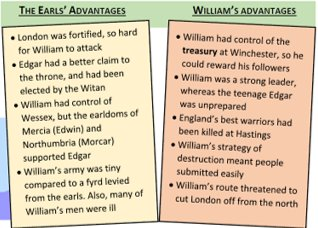 THE EARLS' ADVANTAGES
• London was fortified, so hard
for William to attack
• Edgar had a better claim to
the throne, and had been
elected by the Witan
• William had control of
Wessex, but the earldoms of
Mercia (Edwin) and
Northumbria (Morcar)
supported Edgar
• William's army was tiny
compared to a fyrd levied
from the earls. Also, many of
William's men were ill
WILLIAM'S ADVANTAGES
• William had control of the
treasury at Winchester, so he
could reward his followers
• William was a strong leader,
whereas the teenage Edgar
was unprepared
• England's best warriors had
been killed at Hastings
• William's strategy of
destruction meant people
submitted easily
• William's route threatened to
cut London off from the north